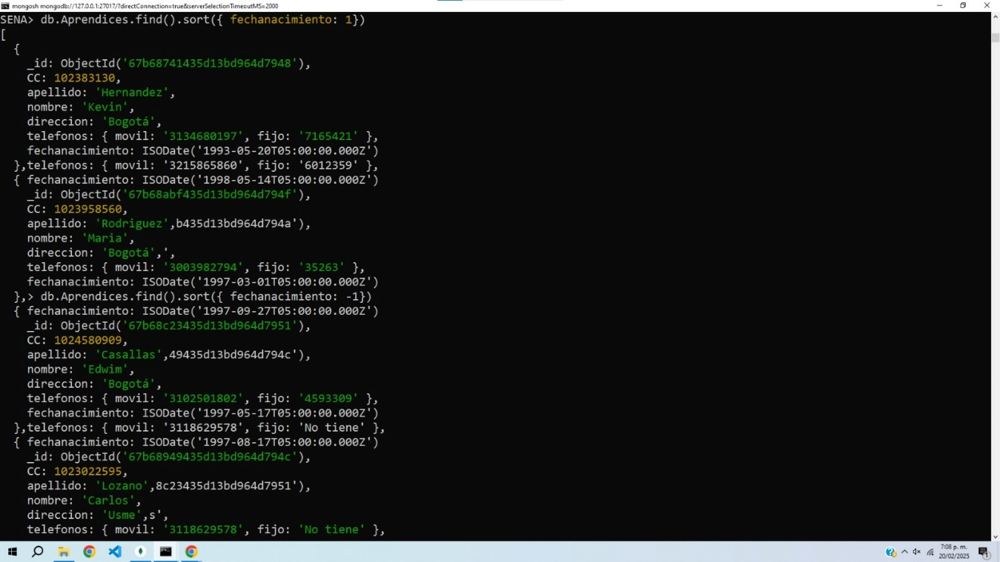 mongosh mongodb://127.0.0.1:27017/?directConnection=true&serverSelectionTimeoutMS=2000
SENA> db.Aprendices.find().sort({ fechanacimiento: 1})
[
  {
    _id: ObjectId('67b68741435d13bd964d7948'),
    CC: 102383130,
    apellido: 'Hernandez',
    nombre: 'Kevin',
    direccion: 'Bogotá',
    telefonos: { movil: '3134680197', fijo: '7165421' },
    fechanacimiento: ISODate('1993-05-20T05:00:00.000Z')
  },telefonos: { movil: '3215865860', fijo: '6012359' },
  { fechanacimiento: ISODate('1998-05-14T05:00:00.000Z')
    _id: ObjectId('67b68abf435d13bd964d794f'),
    CC: 1023958560,
    apellido: 'Rodriguez',b435d13bd964d794a'),
    nombre: 'Maria',
    direccion: 'Bogotá',',
    telefonos: { movil: '3003982794', fijo: '35263' },
    fechanacimiento: ISODate('1997-03-01T05:00:00.000Z')
  },> db.Aprendices.find().sort({ fechanacimiento: -1})
  { fechanacimiento: ISODate('1997-09-27T05:00:00.000Z')
    _id: ObjectId('67b68c23435d13bd964d7951'),
    CC: 1024580909,
    apellido: 'Casallas',49435d13bd964d794c'),
    nombre: 'Edwim',
    direccion: 'Bogotá',
    telefonos: { movil: '3102501802', fijo: '4593309' },
    fechanacimiento: ISODate('1997-05-17T05:00:00.000Z')
  },telefonos: { movil: '3118629578', fijo: 'No tiene' },
  { fechanacimiento: ISODate('1997-08-17T05:00:00.000Z')
    _id: ObjectId('67b68949435d13bd964d794c'),
    CC: 1023022595,
    apellido: 'Lozano',8c23435d13bd964d7951'),
    nombre: 'Carlos',
    direccion: 'Usme',s',
    telefonos: { movil: '3118629578', fijo: 'No tiene' },
7:08 p. m.
20/02/2025